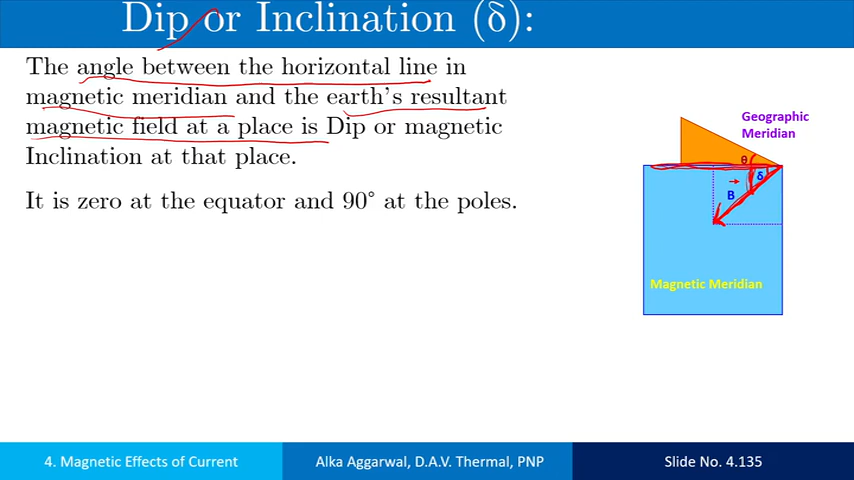 Dip or Inclination (δ):
The angle between the horizontal line in
magnetic meridian and the earth's resultant
magnetic field at a place is Dip or magnetic
Inclination at that place.
It is zero at the equator and 90° at the poles.
Geographic
Meridian
θ
δ
B
Magnetic Meridian
4. Magnetic Effects of Current
Alka Aggarwal, D.A.V. Thermal, PNP
Slide No. 4.135